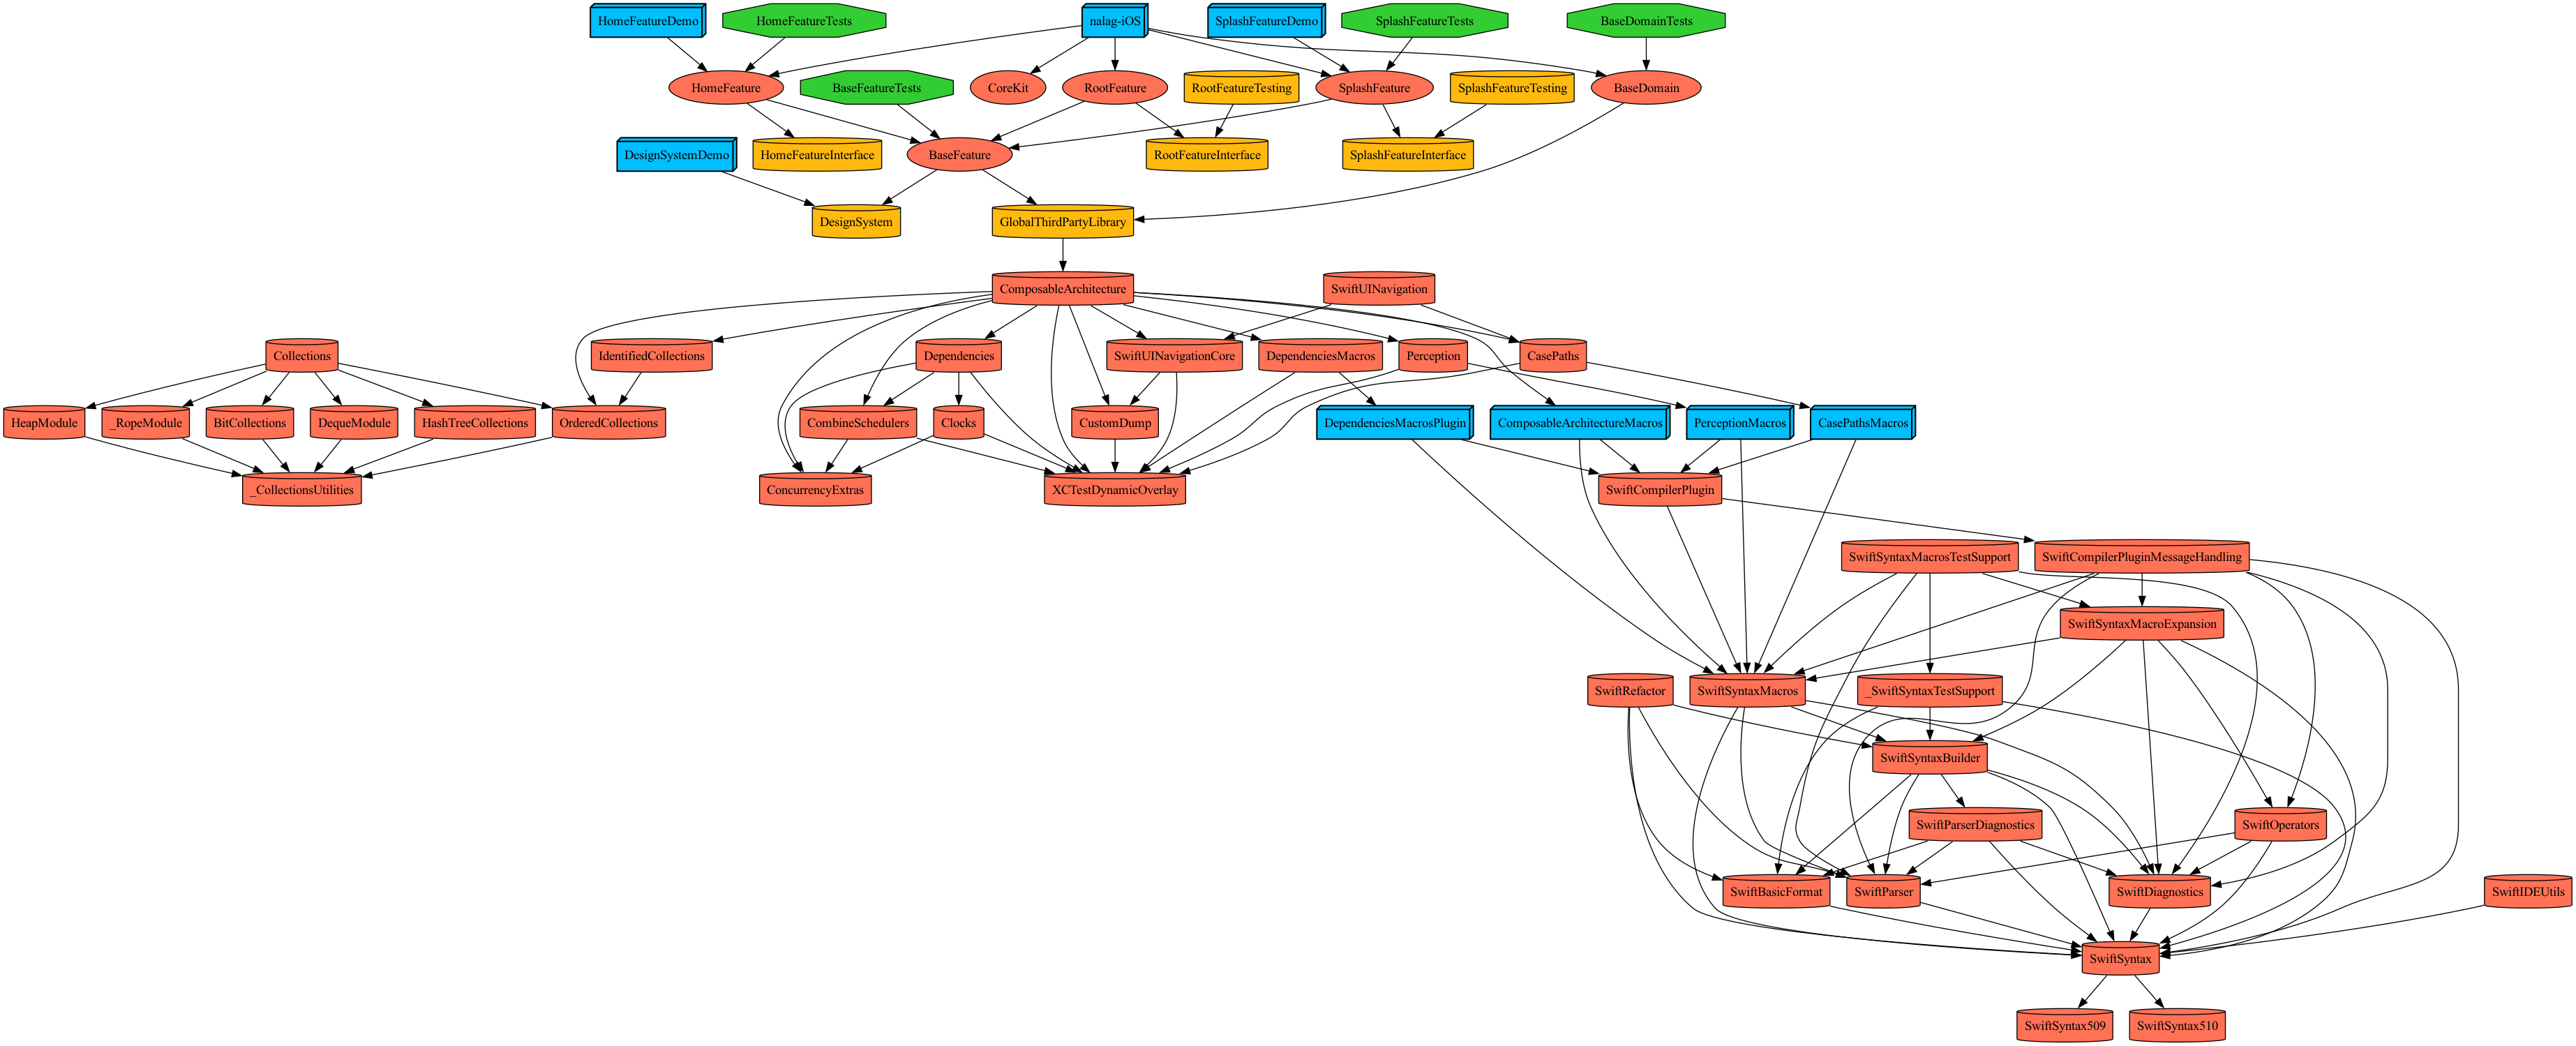 HomeFeatureDemo
HomeFeatureTests
nalag-iOS
SplashFeatureDemo
SplashFeatureTests
BaseDomainTests
HomeFeature
BaseFeatureTests
CoreKit
RootFeature
RootFeatureTesting
SplashFeature
SplashFeatureTesting
BaseDomain
DesignSystemDemo
HomeFeatureInterface
BaseFeature
RootFeatureInterface
SplashFeatureInterface
DesignSystem
GlobalThirdPartyLibrary
ComposableArchitecture
SwiftUINavigation
Collections
IdentifiedCollections
Dependencies
SwiftUINavigationCore
DependenciesMacros
Perception
CasePaths
HeapModule
_RopeModule
BitCollections
DequeModule
HashTreeCollections
OrderedCollections
CombineSchedulers
Clocks
CustomDump
DependenciesMacrosPlugin
ComposableArchitectureMacros
PerceptionMacros
CasePathsMacros
_CollectionsUtilities
ConcurrencyExtras
XCTestDynamicOverlay
SwiftCompilerPlugin
SwiftSyntaxMacrosTestSupport
SwiftCompilerPluginMessageHandling
SwiftSyntaxMacroExpansion
SwiftRefactor
SwiftSyntaxMacros
_SwiftSyntaxTestSupport
SwiftSyntaxBuilder
SwiftParserDiagnostics
SwiftOperators
SwiftBasicFormat
SwiftParser
SwiftDiagnostics
SwiftIDEUtils
SwiftSyntax
SwiftSyntax509
SwiftSyntax510